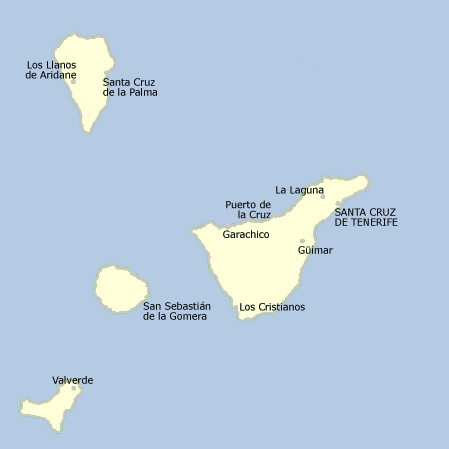 Los Llanos
de Aridane
Santa Cruz
de la Palma
La Laguna
Puerto de
la Cruz
SANTA CRUZ
DE TENERIFE
Garachico
Güímar
San Sebastián
de la Gomera
Los Cristianos
Valverde